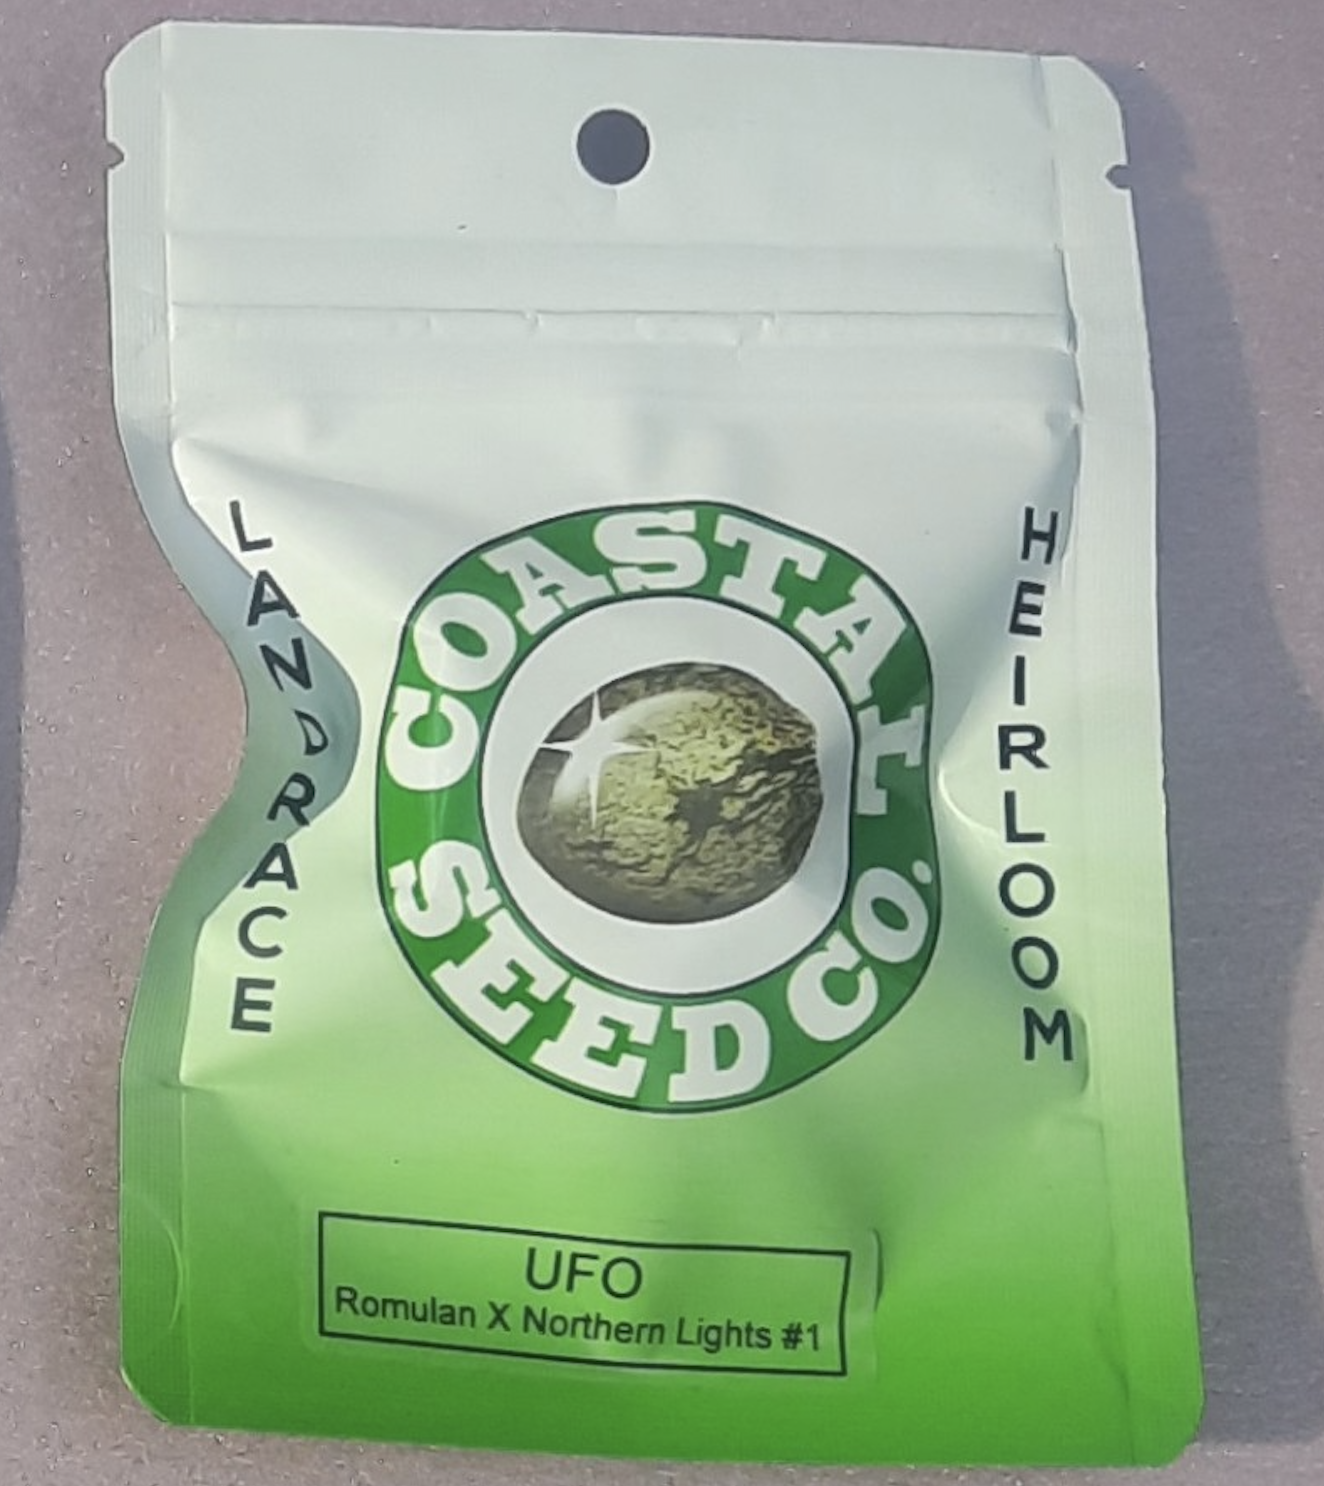 LANDRACE
COASTAL
SEED CO.
HEIRLOOM
UFO
Romulan X Northern Lights #1